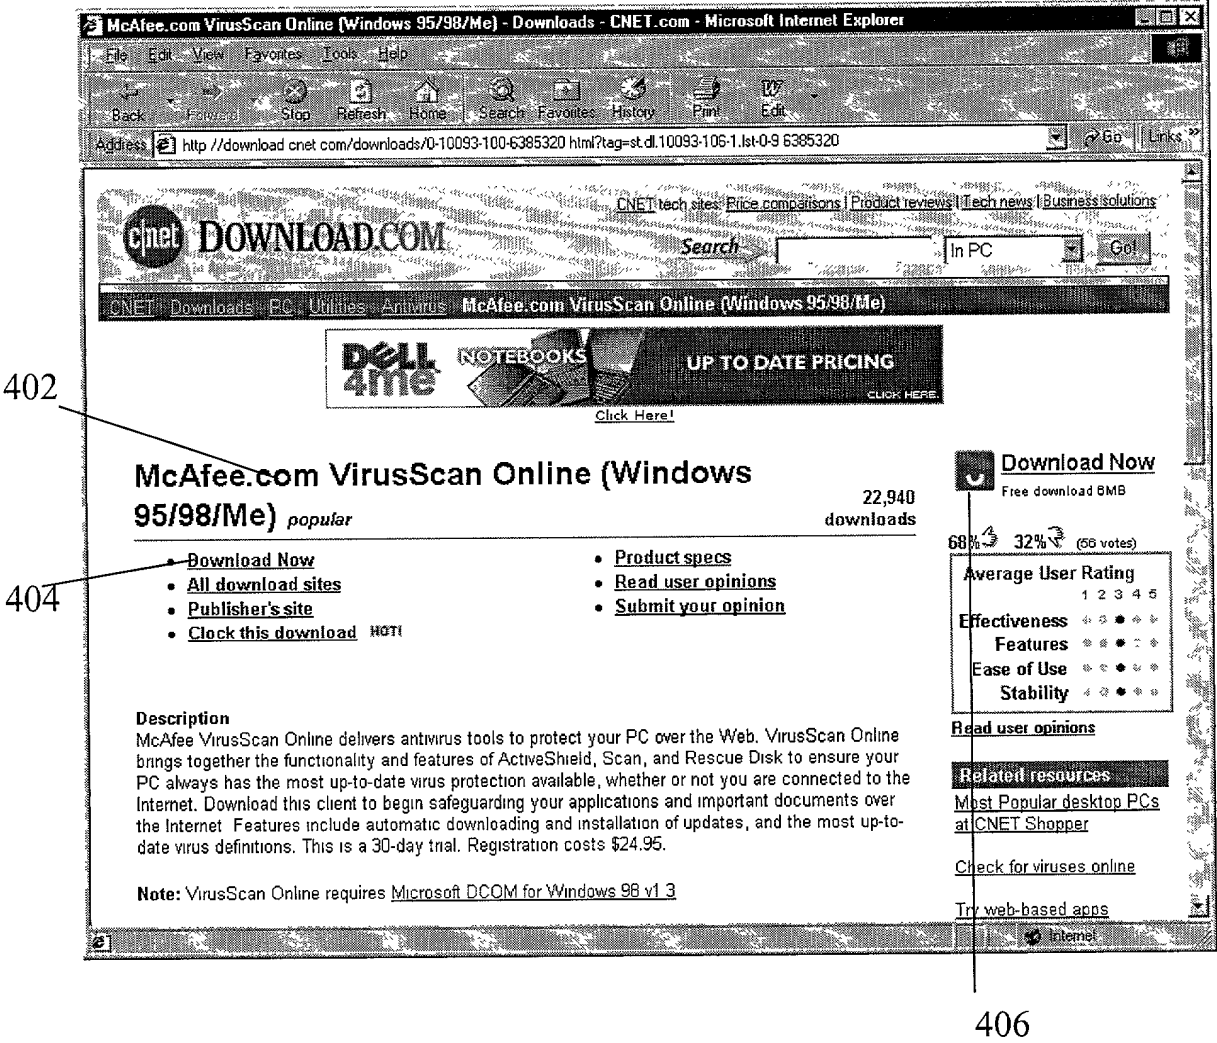 McAfee.com VirusScan Online (Windows 95/98/Me) - Downloads - CNET.com - Microsoft Internet Explorer
File Edit View Favorites Tools Help
Back Forward Stop Refresh Home Search Favorites History Print Edit
Address http //download cnet com/downloads/0-10093-100-6385320 html?tag=st.dl.10093-106-1.lst-0-9 6385320 Go Links »
CNET tech sites: Price comparisons | Product reviews | Tech news | Business solutions
c|net DOWNLOAD.COM
Search In PC Go!
CNET Downloads PC Utilities Antivirus McAfee.com VirusScan Online (Windows 95/98/Me)
DELL 4me NOTEBOOKS UP TO DATE PRICING
CLICK HERE
Click Here!
402
McAfee.com VirusScan Online (Windows
95/98/Me) popular
22,940
downloads
Download Now
Free download 6MB
404
• Download Now
• All download sites
• Publisher's site
• Clock this download HOT!
• Product specs
• Read user opinions
• Submit your opinion
68% 32% (56 votes)
Average User Rating
1 2 3 4 5
Effectiveness
Features
Ease of Use
Stability
Read user opinions
Description
McAfee VirusScan Online delivers antivirus tools to protect your PC over the Web. VirusScan Online
brings together the functionality and features of ActiveShield, Scan, and Rescue Disk to ensure your
PC always has the most up-to-date virus protection available, whether or not you are connected to the
Internet. Download this client to begin safeguarding your applications and important documents over
the Internet Features include automatic downloading and installation of updates, and the most up-to-
date virus definitions. This is a 30-day trial. Registration costs $24.95.
Note: VirusScan Online requires Microsoft DCOM for Windows 98 v1 3
Related resources
Most Popular desktop PCs
at CNET Shopper
Check for viruses online
Try web-based apps
Internet
406